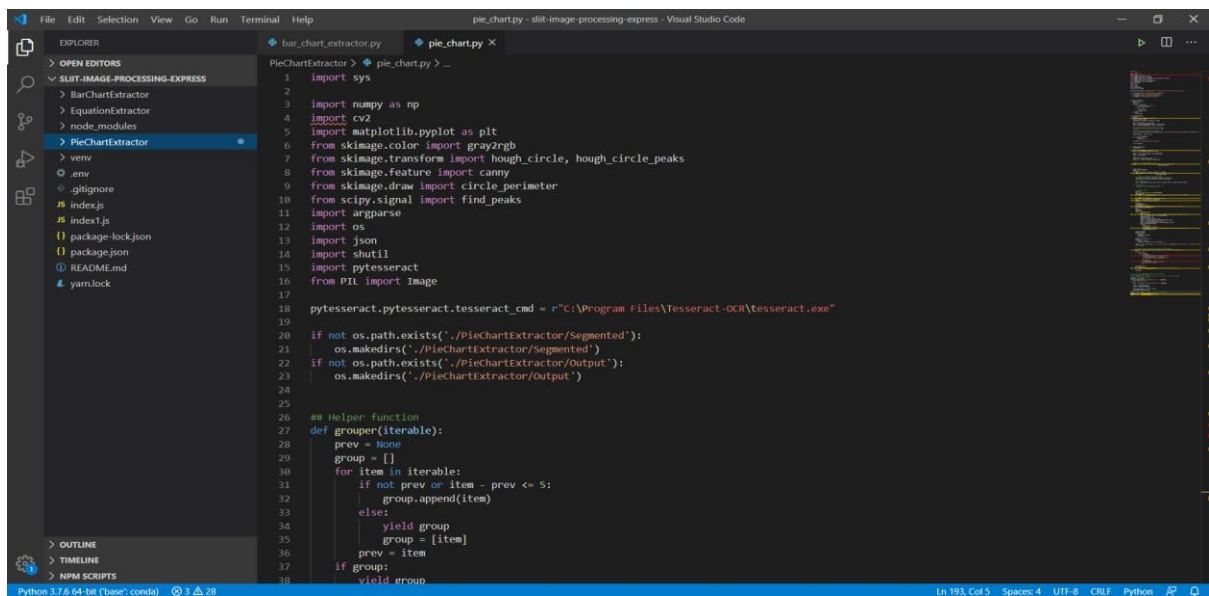 File Edit Selection View Go Run Terminal Help
pie_chart.py - sliit-image-processing-express - Visual Studio Code
EXPLORER
OPEN EDITORS
SLIIT-IMAGE-PROCESSING-EXPRESS
BarChartExtractor
EquationExtractor
node_modules
PieChartExtractor
venv
.env
.gitignore
JS index.js
JS index1.js
{} package-lock.json
{} package.json
README.md
yarn.lock
OUTLINE
TIMELINE
NPM SCRIPTS
bar_chart_extractor.py
pie_chart.py
PieChartExtractor > pie_chart.py > ...
1 import sys
2
3 import numpy as np
4 import cv2
5 import matplotlib.pyplot as plt
6 from skimage.color import gray2rgb
7 from skimage.transform import hough_circle, hough_circle_peaks
8 from skimage.feature import canny
9 from skimage.draw import circle_perimeter
10 from scipy.signal import find_peaks
11 import argparse
12 import os
13 import json
14 import shutil
15 import pytesseract
16 from PIL import Image
17
18 pytesseract.pytesseract.tesseract_cmd = r"C:\Program Files\Tesseract-OCR\tesseract.exe"
19
20 if not os.path.exists('./PieChartExtractor/Segmented'):
21 os.makedirs('./PieChartExtractor/Segmented')
22 if not os.path.exists('./PieChartExtractor/Output'):
23 os.makedirs('./PieChartExtractor/Output')
24
25
26 ## Helper function
27 def grouper(iterable):
28 prev = None
29 group = []
30 for item in iterable:
31 if not prev or item - prev <= 5:
32 group.append(item)
33 else:
34 yield group
35 group = [item]
36 prev = item
37 if group:
38 yield group
Python 3.7.6 64-bit ('base': conda) 3 28
Ln 193, Col 5 Spaces: 4 UTF-8 CRLF Python